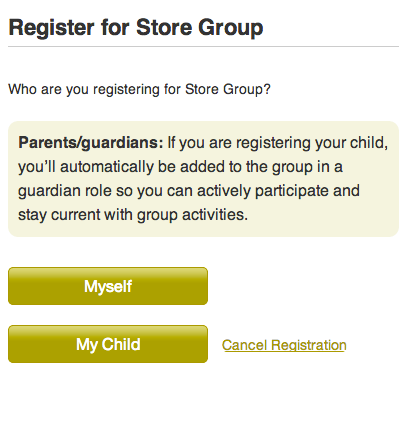 Register for Store Group
Who are you registering for Store Group?
Parents/guardians: If you are registering your child,
you’ll automatically be added to the group in a
guardian role so you can actively participate and
stay current with group activities.
Myself
My Child
Cancel Registration